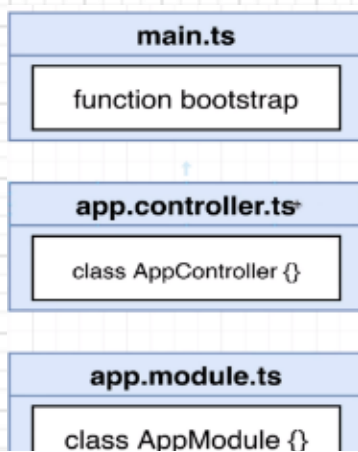 main.ts
function bootstrap
app.controller.ts
class AppController {}
app.module.ts
class AppModule {}